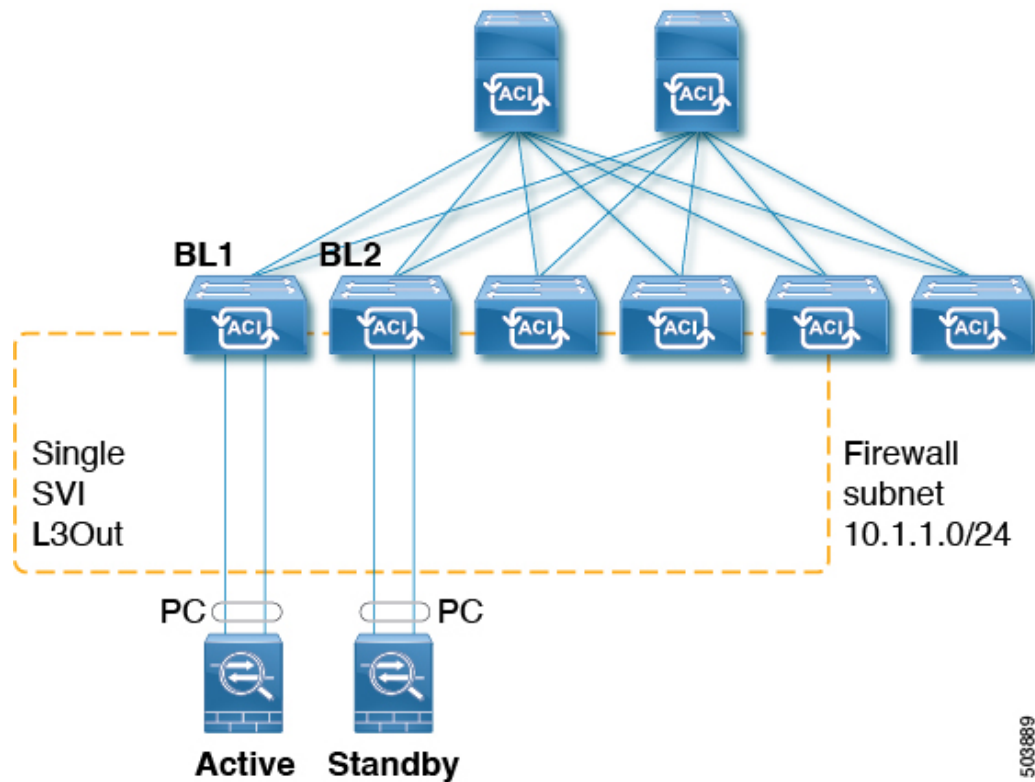 ACI
ACI
BL1
BL2
ACI
ACI
ACI
ACI
ACI
ACI
Single
SVI
L3Out
Firewall
subnet
10.1.1.0/24
PC
PC
Active
Standby
503889